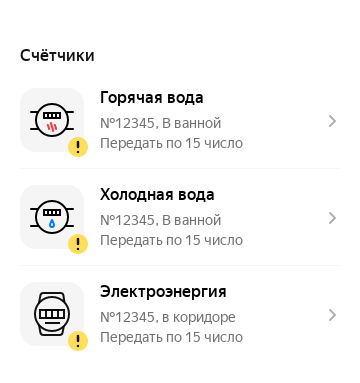 Счётчики
Горячая вода
№12345, В ванной
Передать по 15 число
Холодная вода
№12345, В ванной
Передать по 15 число
Электроэнергия
№12345, в коридоре
Передать по 15 число